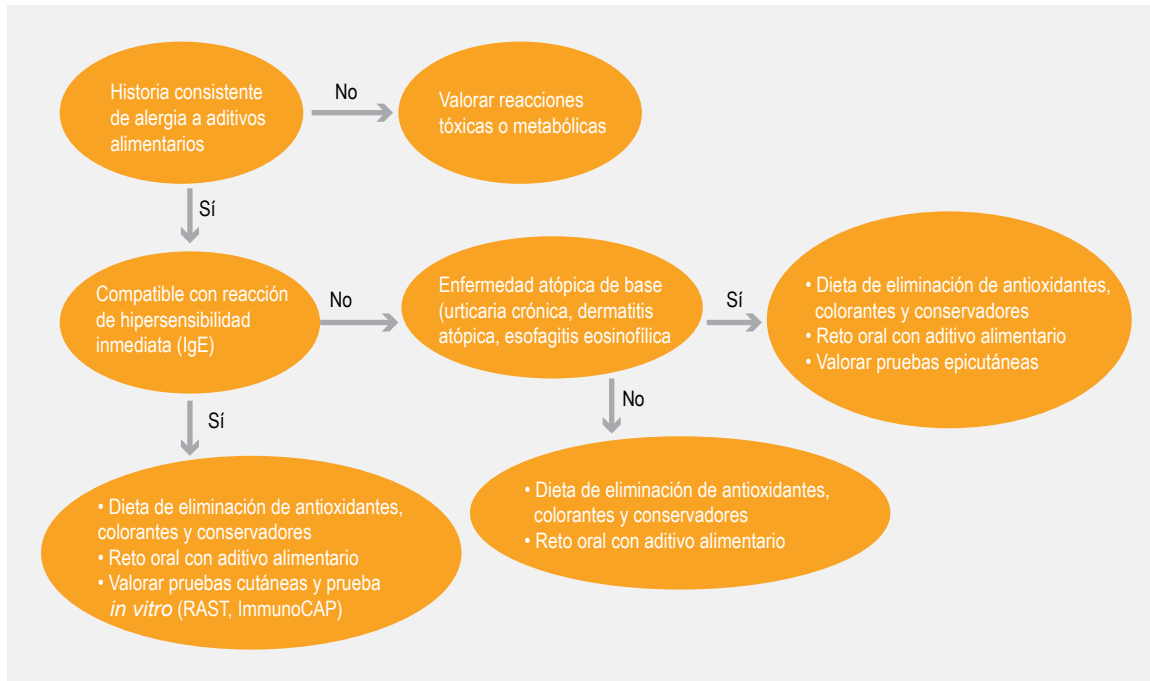 Historia consistente
de alergia a aditivos
alimentarios
No
Valorar reacciones
tóxicas o metabólicas
Sí
Compatible con reacción
de hipersensibilidad
inmediata (IgE)
No
Enfermedad atópica de base
(urticaria crónica, dermatitis
atópica, esofagitis eosinofílica
Sí
• Dieta de eliminación de antioxidantes,
colorantes y conservadores
• Reto oral con aditivo alimentario
• Valorar pruebas epicutáneas
No
• Dieta de eliminación de antioxidantes,
colorantes y conservadores
• Reto oral con aditivo alimentario
Sí
• Dieta de eliminación de antioxidantes,
colorantes y conservadores
• Reto oral con aditivo alimentario
• Valorar pruebas cutáneas y prueba
in vitro (RAST, ImmunoCAP)